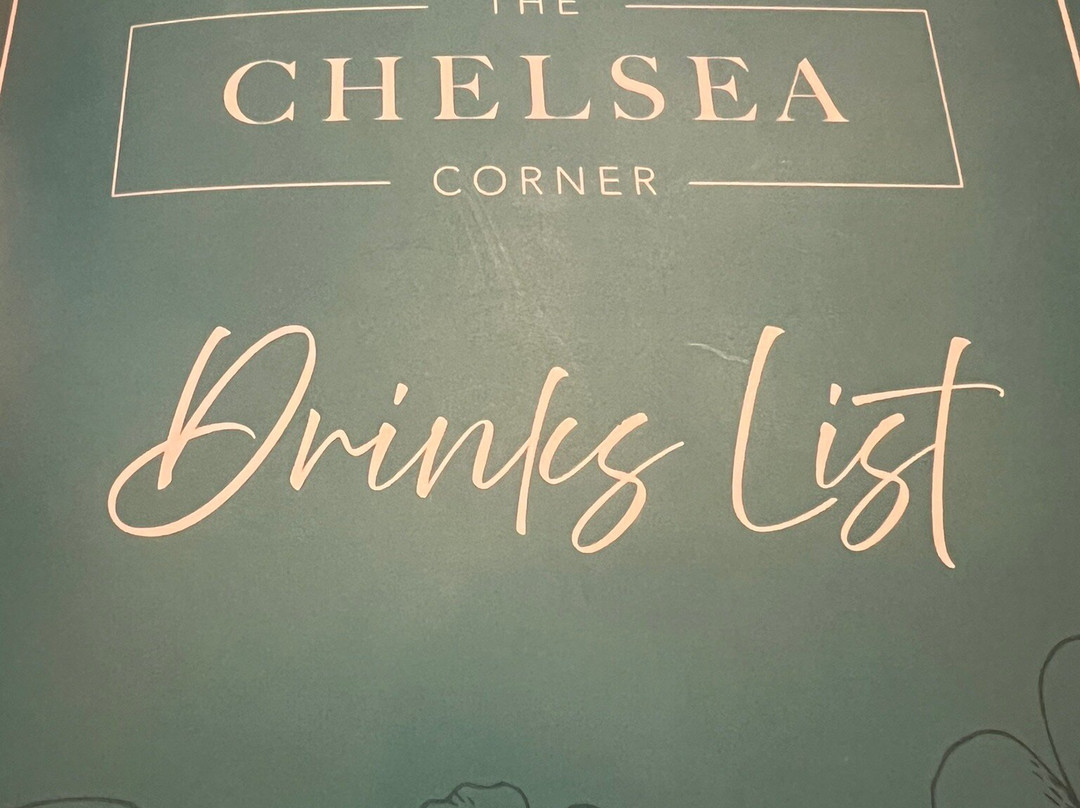 THE
CHELSEA
CORNER
Drinks List